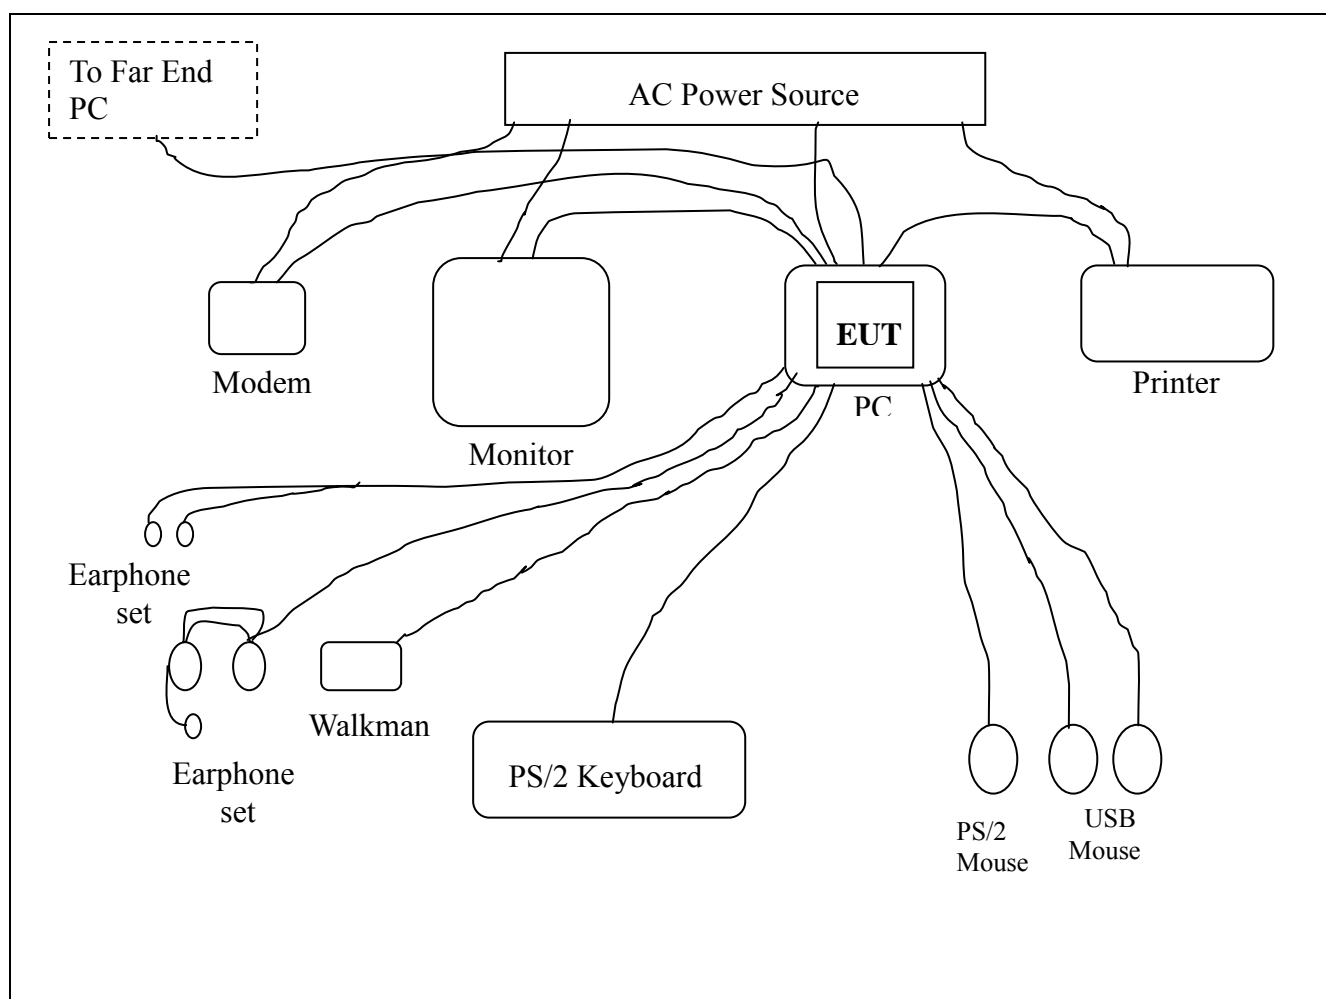 To Far End
PC
AC Power Source
EUT
Modem
Printer
PC
Monitor
Earphone
set
Walkman
Earphone
set
PS/2 Keyboard
PS/2
Mouse
USB
Mouse